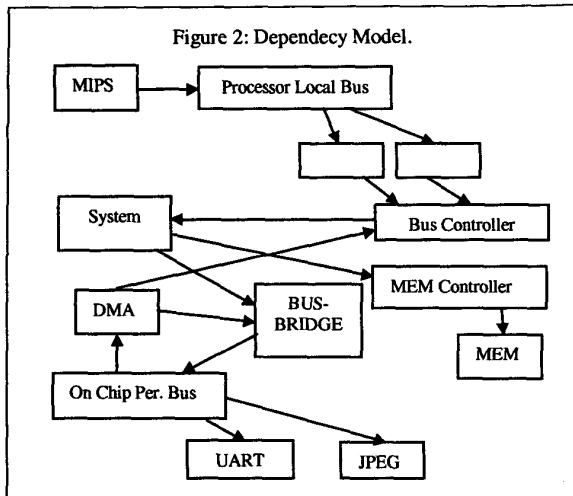 Figure 2: Dependecy Model.
MIPS
Processor Local Bus
System
Bus Controller
MEM Controller
DMA
BUS-
BRIDGE
MEM
On Chip Per. Bus
UART
JPEG